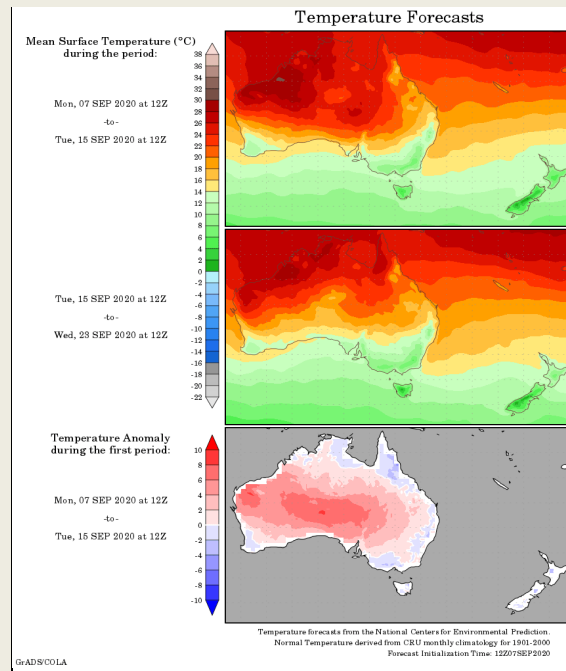 Temperature Forecasts
Mean Surface Temperature (°C)
during the period:
Mon, 07 SEP 2020 at 12Z
-to-
Tue, 15 SEP 2020 at 12Z
38
36
34
32
30
28
26
24
22
20
18
16
14
12
10
8
6
4
2
0
-2
-4
-6
-8
-10
-12
-14
-16
-18
-20
-22
Tue, 15 SEP 2020 at 12Z
-to-
Wed, 23 SEP 2020 at 12Z
Temperature Anomaly
during the first period:
Mon, 07 SEP 2020 at 12Z
-to-
Tue, 15 SEP 2020 at 12Z
10
8
6
4
2
0
-2
-4
-6
-8
-10
Temperature forecasts from the National Centers for Environmental Prediction.
Normal Temperature derived from CRU monthly climatology for 1901-2000
Forecast Initialization Time: 12Z07SEP2020
GrADS/COLA